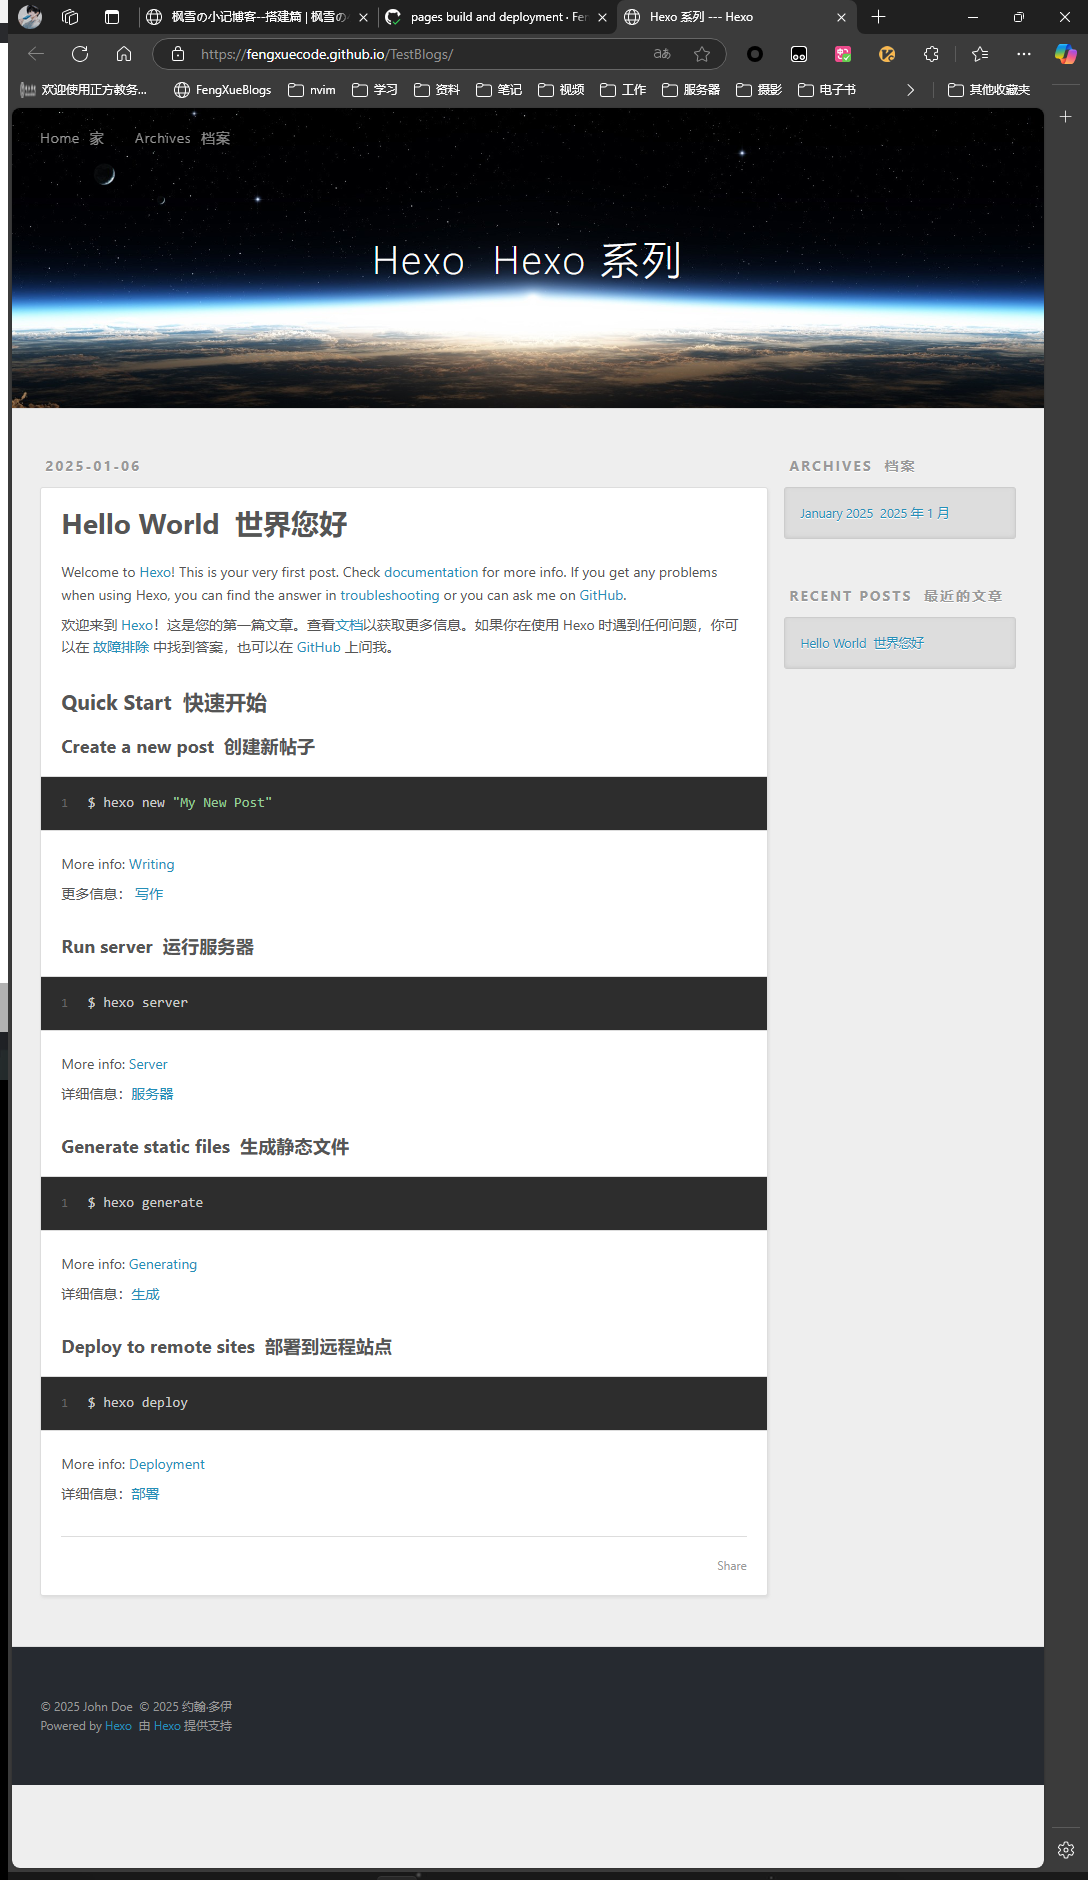 枫雪の小记博客--搭建篇 | 枫雪の
pages build and deployment · Fen
Hexo 系列 --- Hexo
https://fengxuecode.github.io/TestBlogs/
欢迎使用正方教务...
FengXueBlogs
nvim
学习
资料
笔记
视频
工作
服务器
摄影
电子书
其他收藏夹
Home 家
Archives 档案
Hexo Hexo 系列
2025-01-06
Hello World 世界您好
Welcome to Hexo! This is your very first post. Check documentation for more info. If you get any problems
when using Hexo, you can find the answer in troubleshooting or you can ask me on GitHub.
欢迎来到 Hexo！这是您的第一篇文章。查看文档以获取更多信息。如果你在使用 Hexo 时遇到任何问题，你可
以在 故障排除 中找到答案，也可以在 GitHub 上问我。
Quick Start 快速开始
Create a new post 创建新帖子
1 $ hexo new "My New Post"
More info: Writing
更多信息： 写作
Run server 运行服务器
1 $ hexo server
More info: Server
详细信息：服务器
Generate static files 生成静态文件
1 $ hexo generate
More info: Generating
详细信息：生成
Deploy to remote sites 部署到远程站点
1 $ hexo deploy
More info: Deployment
详细信息：部署
Share
ARCHIVES 档案
January 2025 2025 年 1 月
RECENT POSTS 最近的文章
Hello World 世界您好
© 2025 John Doe © 2025 约翰·多伊
Powered by Hexo 由 Hexo 提供支持